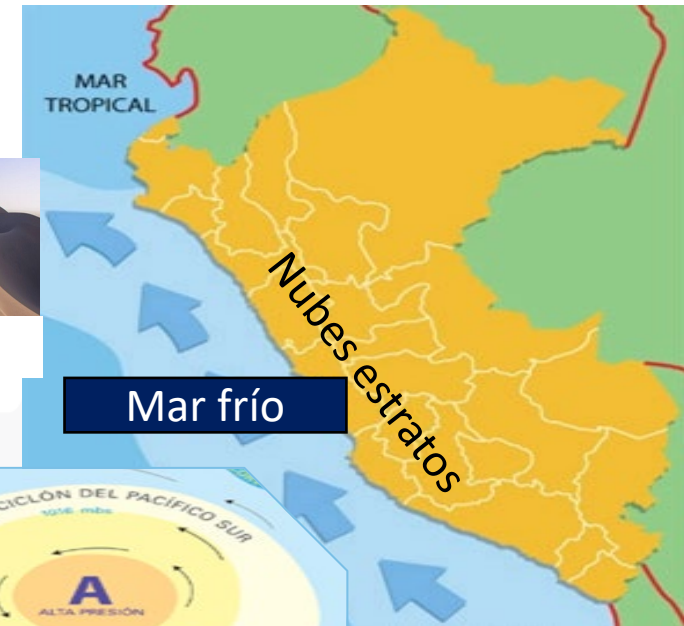 MAR
TROPICAL
Nubes estratos
Mar frío
CICLÓN DEL PACÍFICO SUR
1016 mbs
A
ALTA PRESIÓN